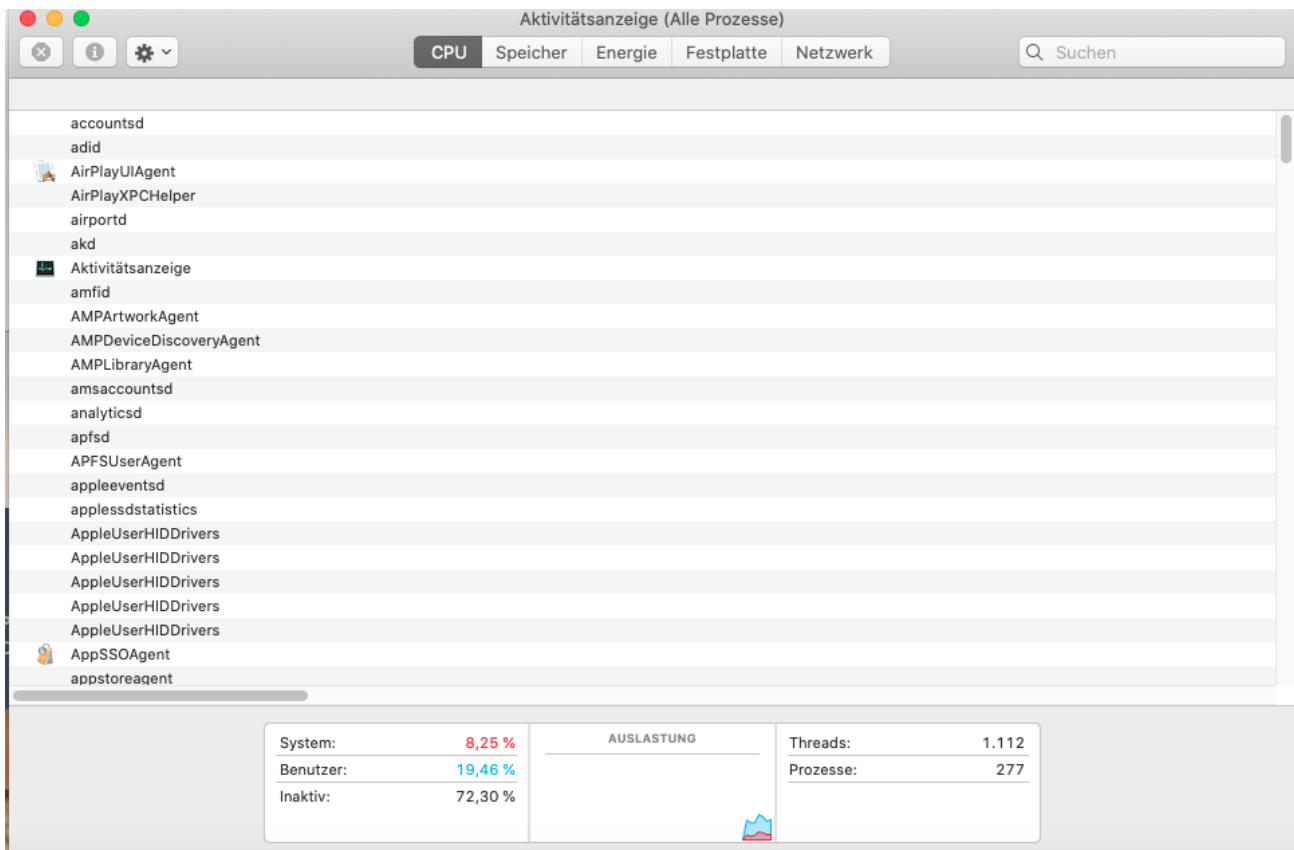 Aktivitätsanzeige (Alle Prozesse)
CPU Speicher Energie Festplatte Netzwerk Suchen
accountsd
adid
AirPlayUIAgent
AirPlayXPCHelper
airportd
akd
Aktivitätsanzeige
amfid
AMPArtworkAgent
AMPDeviceDiscoveryAgent
AMPLibraryAgent
amsaccountsd
analyticsd
apfsd
APFSUserAgent
appleeventsd
applessdstatistics
AppleUserHIDDrivers
AppleUserHIDDrivers
AppleUserHIDDrivers
AppleUserHIDDrivers
AppleUserHIDDrivers
AppSSOAgent
appstoreagent
System: 8,25 %
Benutzer: 19,46 %
Inaktiv: 72,30 %
AUSLASTUNG
Threads: 1.112
Prozesse: 277